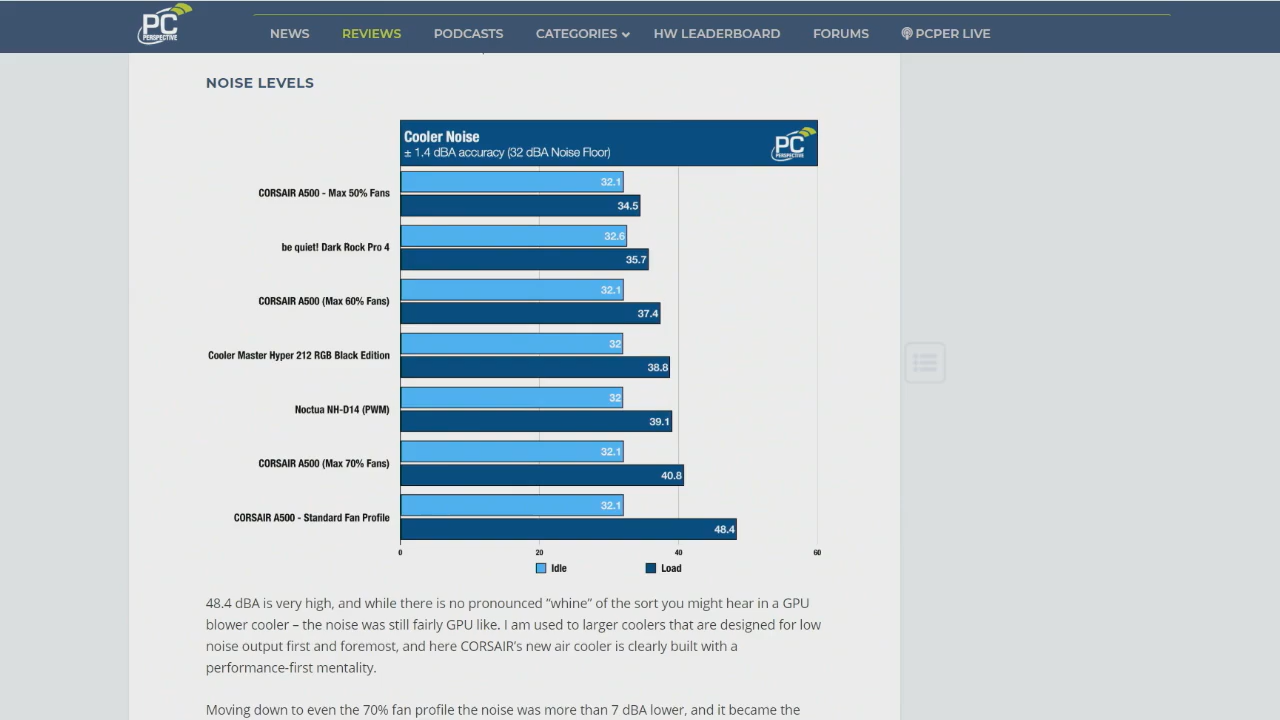 PC
PERSPECTIVE
NEWS
REVIEWS
PODCASTS
CATEGORIES
HW LEADERBOARD
FORUMS
PCPER LIVE
NOISE LEVELS
Cooler Noise
± 1.4 dBA accuracy (32 dBA Noise Floor)
PC
PERSPECTIVE
CORSAIR A500 - Max 50% Fans
32.1
34.5
be quiet! Dark Rock Pro 4
32.6
35.7
CORSAIR A500 (Max 60% Fans)
32.1
37.4
Cooler Master Hyper 212 RGB Black Edition
32
38.8
Noctua NH-D14 (PWM)
32
39.1
CORSAIR A500 (Max 70% Fans)
32.1
40.8
CORSAIR A500 - Standard Fan Profile
32.1
48.4
0
20
40
60
Idle
Load
48.4 dBA is very high, and while there is no pronounced “whine” of the sort you might hear in a GPU
blower cooler – the noise was still fairly GPU like. I am used to larger coolers that are designed for low
noise output first and foremost, and here CORSAIR’s new air cooler is clearly built with a
performance-first mentality.
Moving down to even the 70% fan profile the noise was more than 7 dBA lower, and it became the